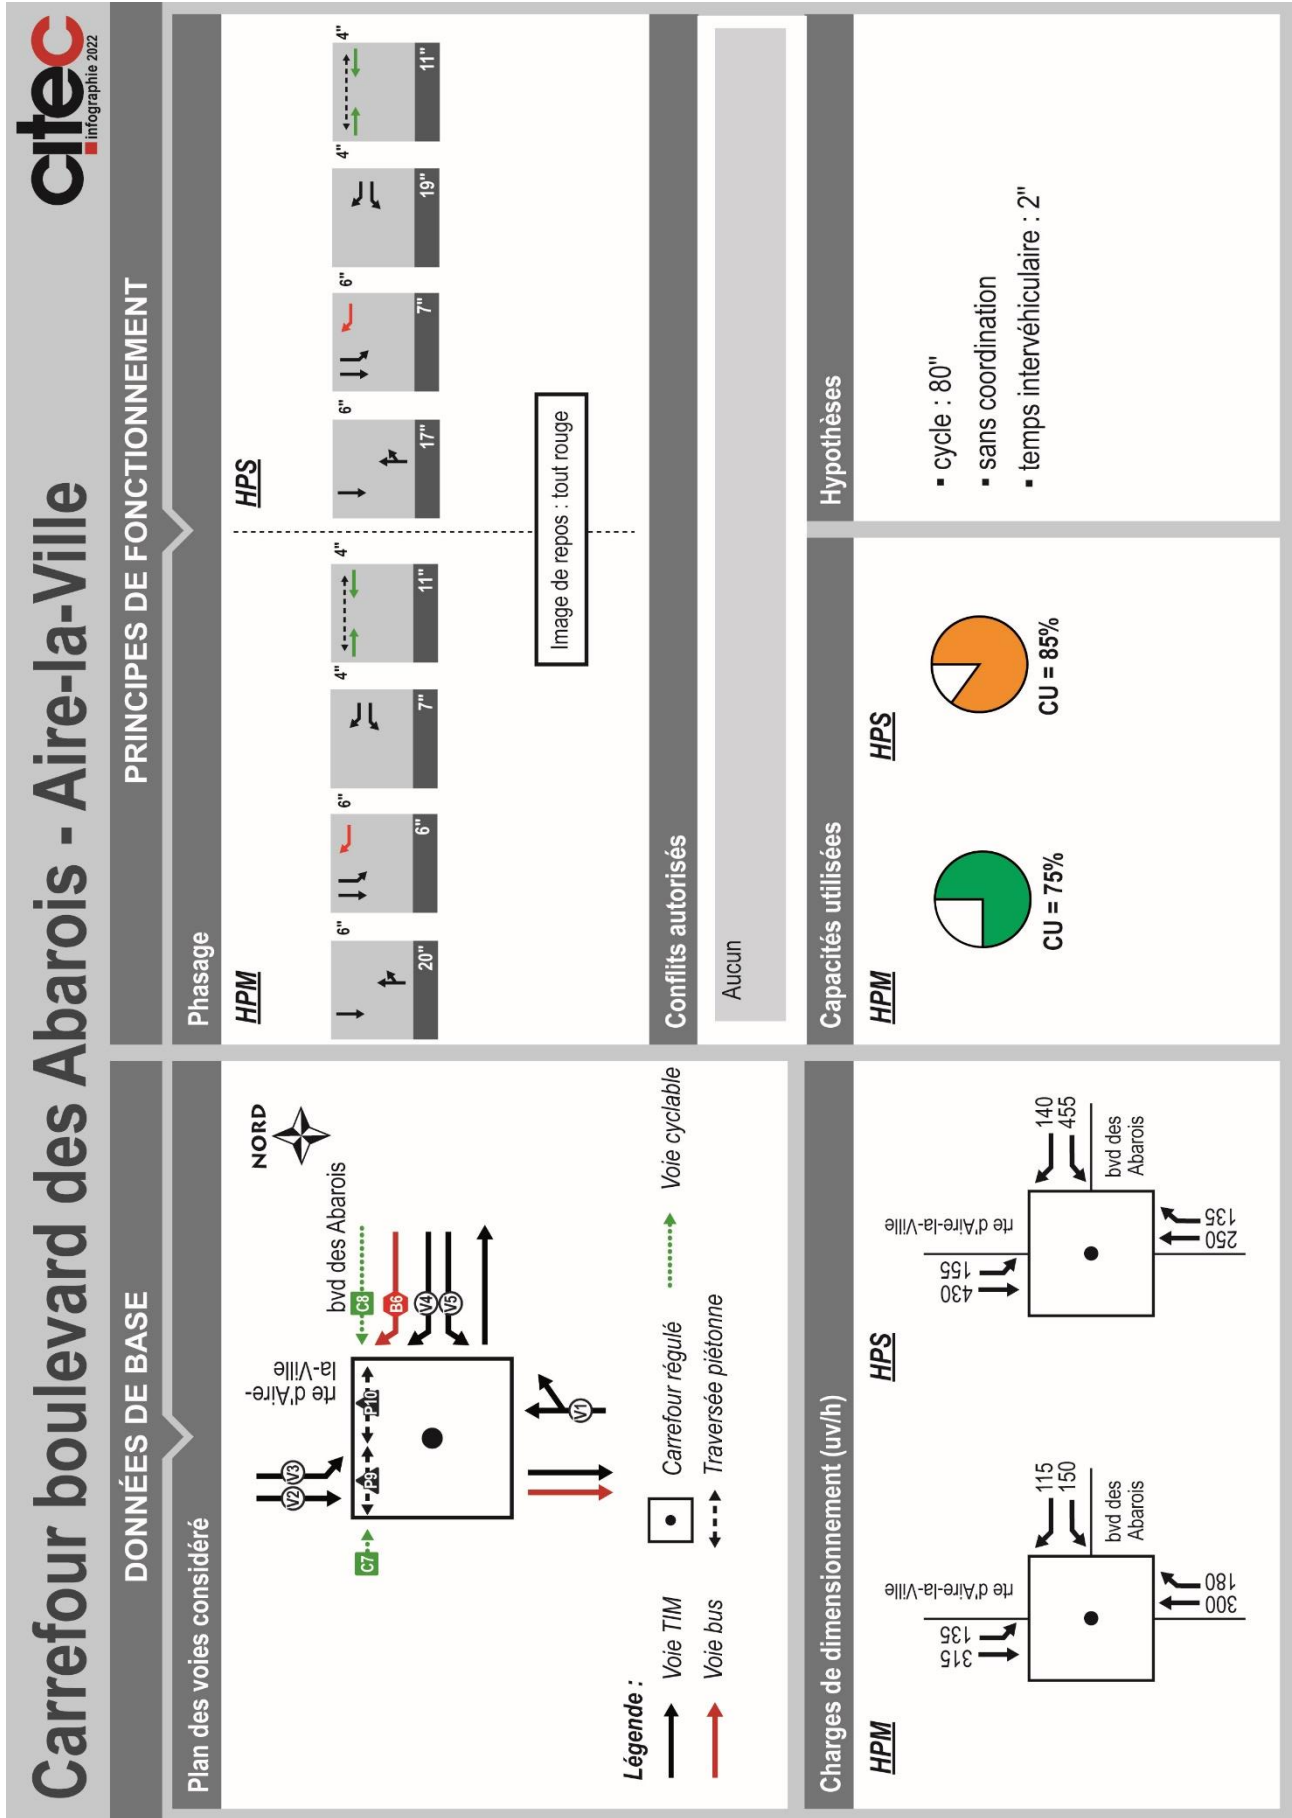 Carrefour boulevard des Abarois - Aire-la-Ville
citec
infographie 2022
DONNÉES DE BASE
Plan des voies considéré
NORD
rte d'Aire-
la-Ville
bvd des Abarois
V2
V3
C7
P9
P10
C8
B6
V4
V5
V1
Légende :
Voie TIM
Carrefour régulé
Voie cyclable
Voie bus
Traversée piétonne
Charges de dimensionnement (uv/h)
HPM
315
135
rte d'Aire-la-Ville
115
150
bvd des
Abarois
300
180
HPS
430
155
rte d'Aire-la-Ville
140
455
bvd des
Abarois
250
135
PRINCIPES DE FONCTIONNEMENT
Phasage
HPM
6"
6"
4"
4"
20"
6"
7"
11"
HPS
6"
6"
4"
4"
17"
7"
19"
11"
Image de repos : tout rouge
Conflits autorisés
Aucun
Capacités utilisées
HPM
CU = 75%
HPS
CU = 85%
Hypothèses
▪ cycle : 80"
▪ sans coordination
▪ temps intervéhiculaire : 2"